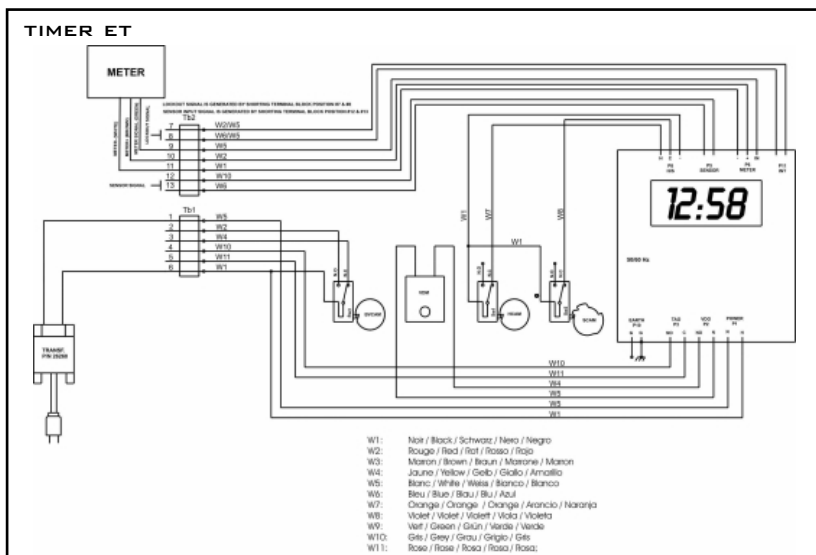 TIMER ET
METER
LOCKOUT SIGNAL IS GENERATED BY SHORTING TERMINAL BLOCK POSITION #7 & #8
SENSOR INPUT SIGNAL IS GENERATED BY SHORTING TERMINAL BLOCK POSITION #12 & #13
Tb2
7 W2/W5
8 W6/W5
9 W5
10 W2
11 W1
12 W10
13 W6
SENSOR SIGNAL
Tb1
1 W5
2 W2
3 W4
4 W10
5 W11
6 W1
W1
W7
W8
W1
METER
12:58
50/60 Hz
EARTH
POWER
TRANSF.
W10
W11
W4
W5
W5
W1
W1: Noir / Black / Schwarz / Nero / Negro
W2: Rouge / Red / Rot / Rosso / Rojo
W3: Marron / Brown / Braun / Marrone / Marron
W4: Jaune / Yellow / Gelb / Giallo / Amarillo
W5: Blanc / White / Weiss / Bianco / Blanco
W6: Bleu / Blue / Blau / Blu / Azul
W7: Orange / Orange / Orange / Arancio / Naranja
W8: Violet / Violet / Violett / Viola / Violeta
W9: Vert / Green / Grün / Verde / Verde
W10: Gris / Grey / Grau / Grigio / Gris
W11: Rose / Rose / Rosa / Rosa / Rosa;